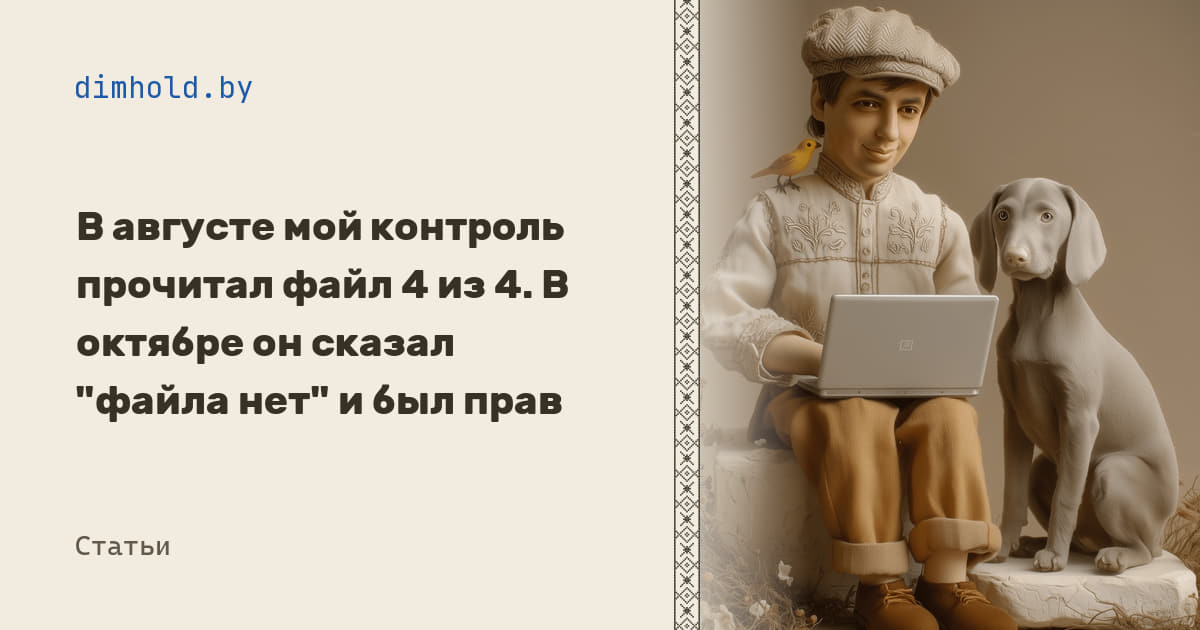 dimhold.by
В августе мой контроль
прочитал файл 4 из 4. В
октябре он сказал
"файла нет" и был прав
Статьи